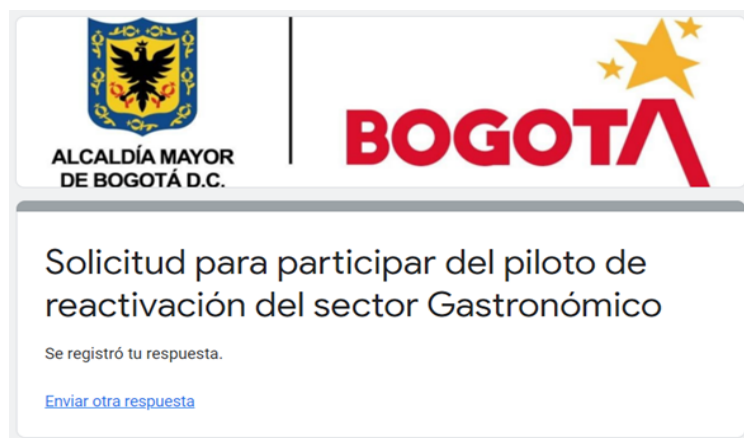 ALCALDÍA MAYOR
DE BOGOTÁ D.C.
BOGOTÁ
Solicitud para participar del piloto de
reactivación del sector Gastronómico
Se registró tu respuesta.
Enviar otra respuesta